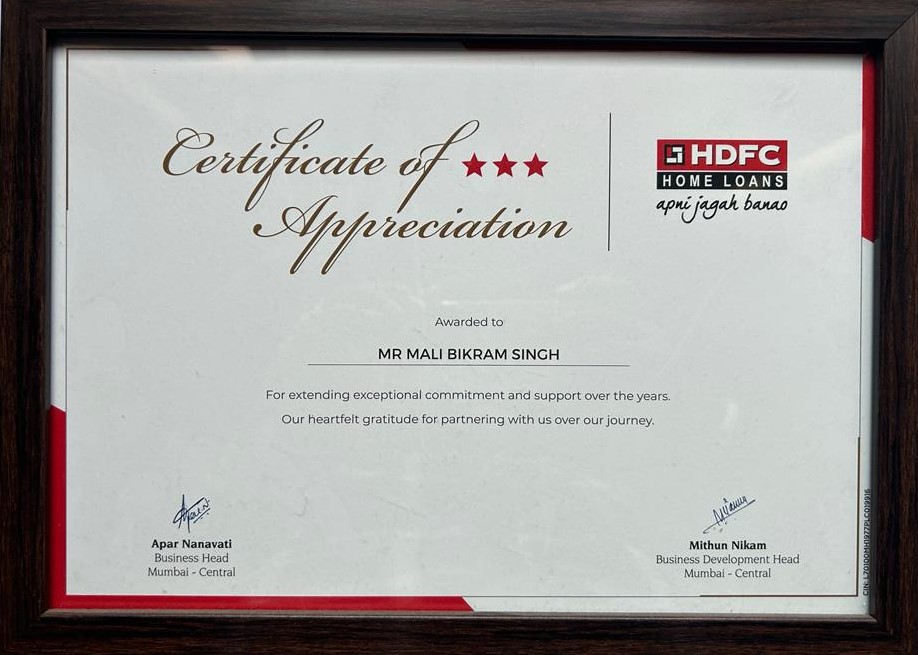 Certificate of
Appreciation
HDFC
HOME LOANS
apni jagah banao
Awarded to
MR MALI BIKRAM SINGH
For extending exceptional commitment and support over the years.
Our heartfelt gratitude for partnering with us over our journey.
Apar Nanavati
Business Head
Mumbai - Central
Mithun Nikam
Business Development Head
Mumbai - Central
CIN: L70100MH1977PLC019916